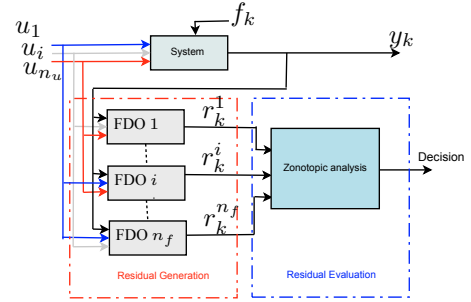 f_k
u_1
u_i
u_{n_u}
System
y_k
FDO 1
r_k^1
FDO i
r_k^i
Zonotopic analysis
Decision
FDO n_f
r_k^{n_f}
Residual Generation
Residual Evaluation